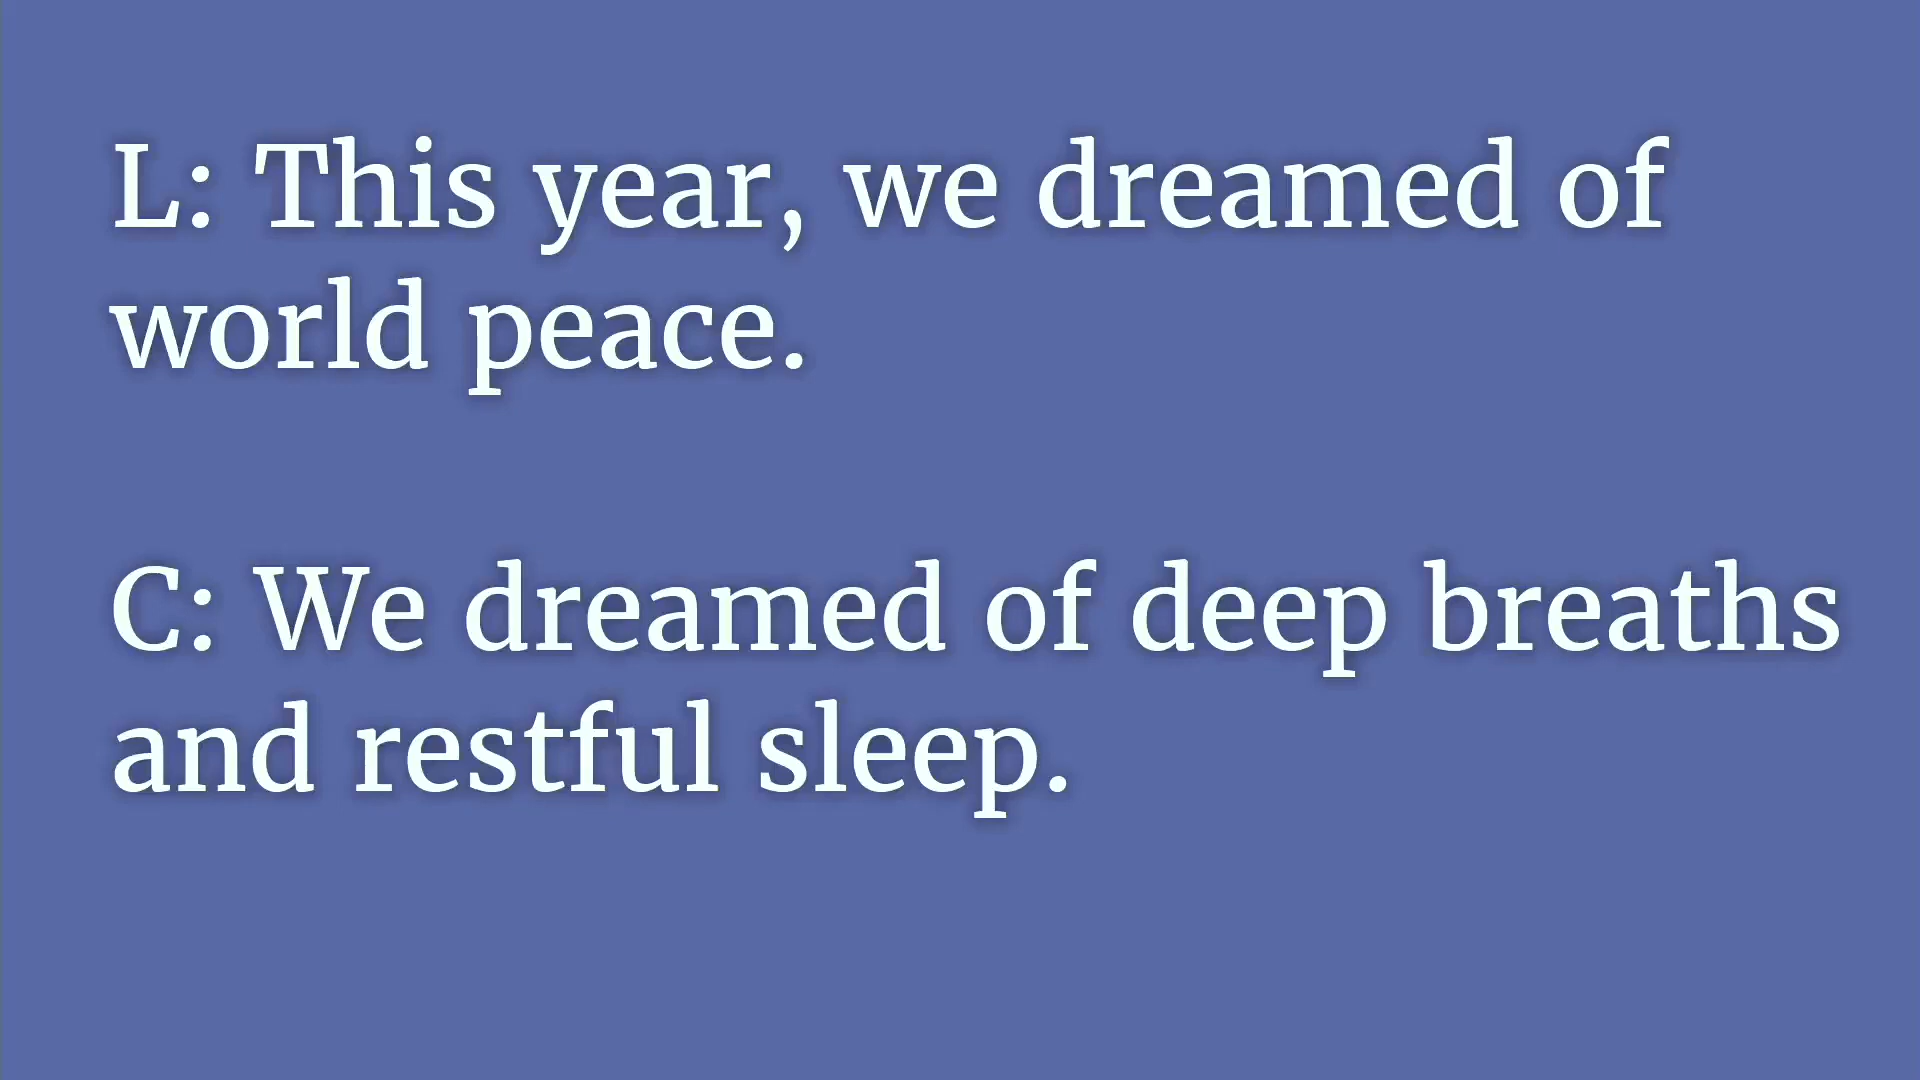 L: This year, we dreamed of
world peace.
C: We dreamed of deep breaths
and restful sleep.